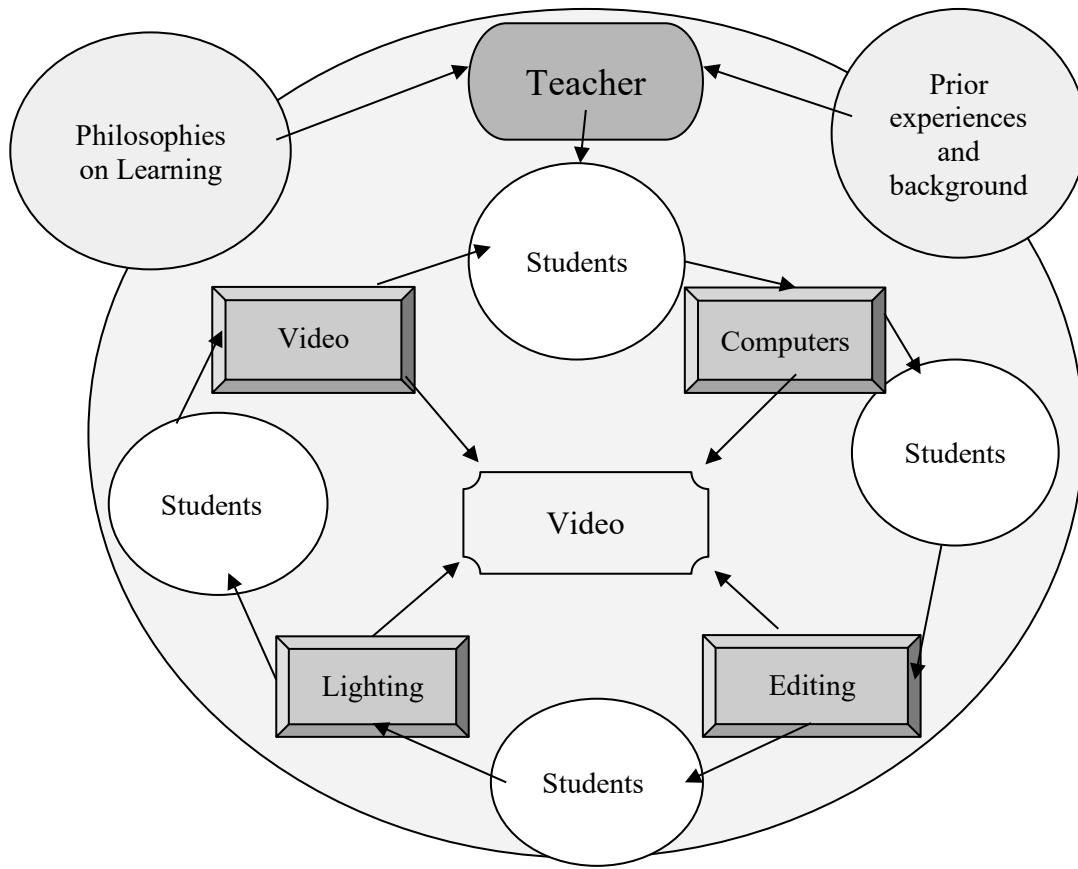 Teacher
Philosophies
on Learning
Prior
experiences
and
background
Students
Video
Computers
Students
Students
Video
Lighting
Editing
Students